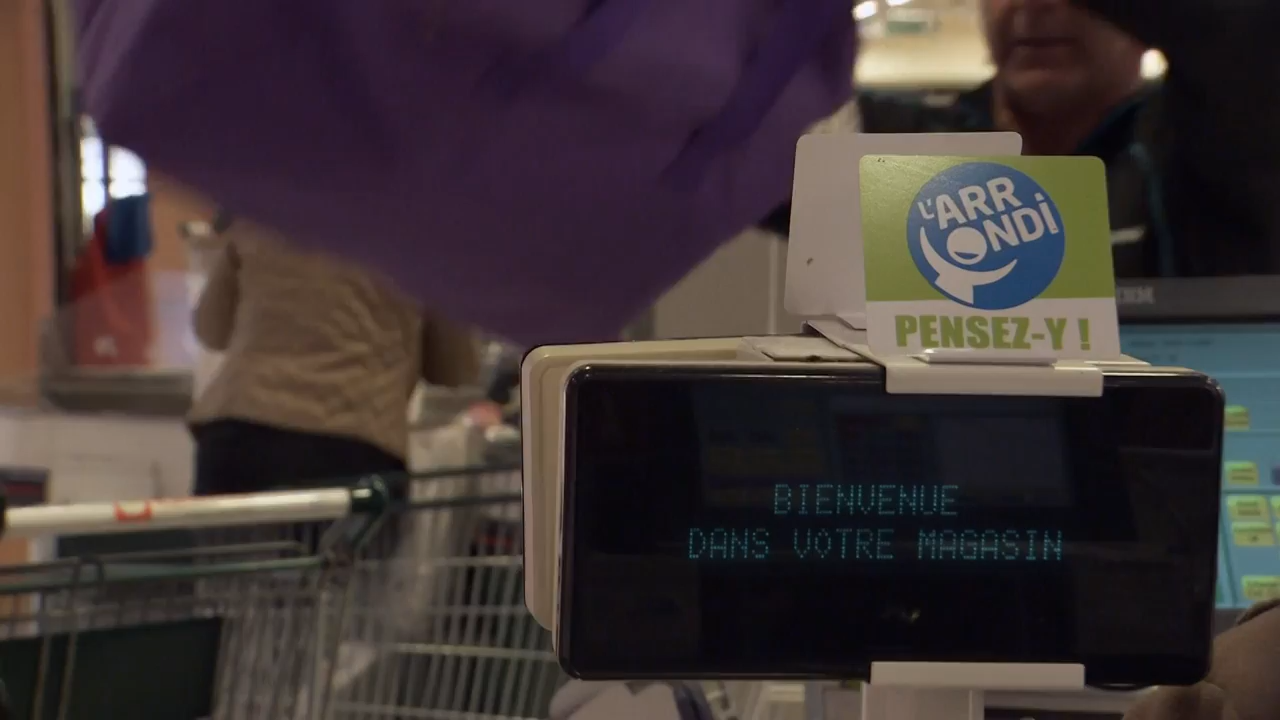 L'ARR
ONDI
PENSEZ-Y !
BIENVENUE
DANS VOTRE MAGASIN